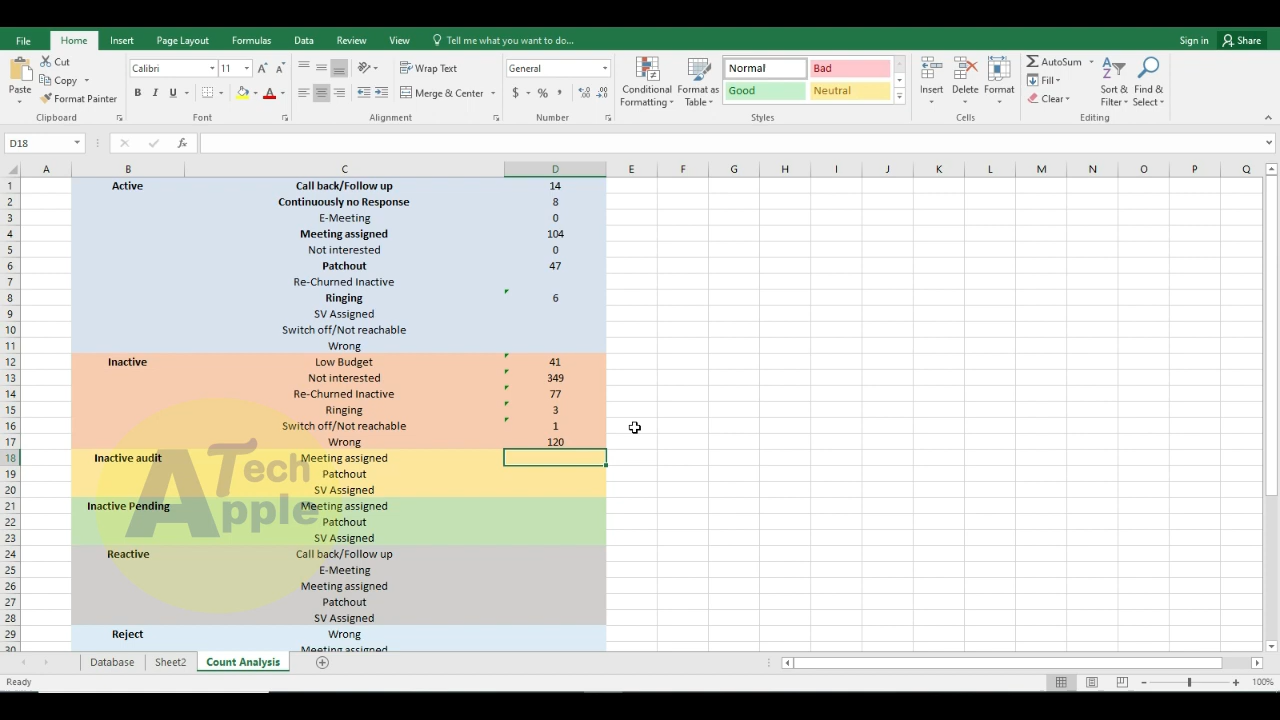 File Home Insert Page Layout Formulas Data Review View Tell me what you want to do... Sign in Share
Paste Cut Copy Format Painter Clipboard
Calibri 11 B I U Font
Wrap Text Merge & Center Alignment
General $ % , Number
Conditional Formatting Format as Table Normal Bad Good Neutral Styles
Insert Delete Format Cells
AutoSum Fill Clear Sort & Filter Find & Select Editing
D18 fx
A B C D E F G H I J K L M N O P Q
1 Active Call back/Follow up 14
2 Continuously no Response 8
3 E-Meeting 0
4 Meeting assigned 104
5 Not interested 0
6 Patchout 47
7 Re-Churned Inactive
8 Ringing 6
9 SV Assigned
10 Switch off/Not reachable
11 Wrong
12 Inactive Low Budget 41
13 Not interested 349
14 Re-Churned Inactive 77
15 Ringing 3
16 Switch off/Not reachable 1
17 Wrong 120
18 Inactive audit Meeting assigned
19 Patchout
20 SV Assigned
21 Inactive Pending Meeting assigned
22 Patchout
23 SV Assigned
24 Reactive Call back/Follow up
25 E-Meeting
26 Meeting assigned
27 Patchout
28 SV Assigned
29 Reject Wrong
30 Meeting assigned
A Tech Apple
Database Sheet2 Count Analysis
Ready 100%